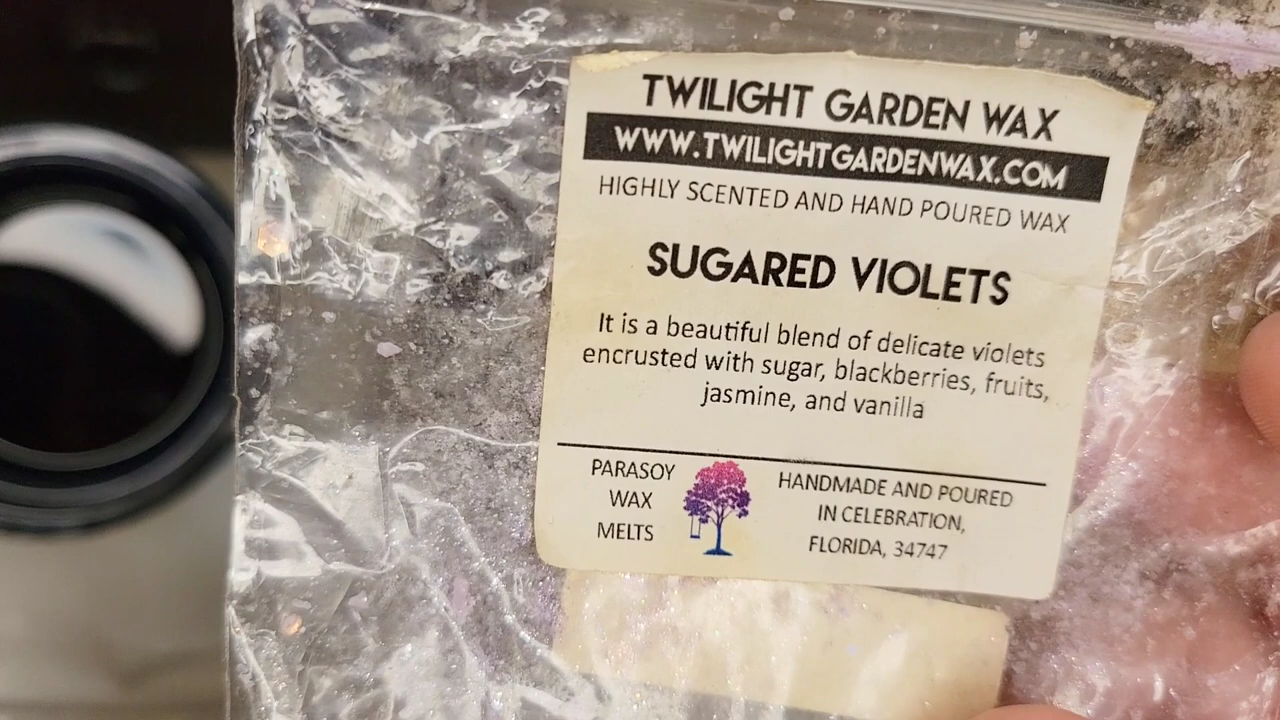 TWILIGHT GARDEN WAX
WWW.TWILIGHTGARDENWAX.COM
HIGHLY SCENTED AND HAND POURED WAX
SUGARED VIOLETS
It is a beautiful blend of delicate violets
encrusted with sugar, blackberries, fruits,
jasmine, and vanilla
PARASOY
WAX
MELTS
HANDMADE AND POURED
IN CELEBRATION,
FLORIDA, 34747